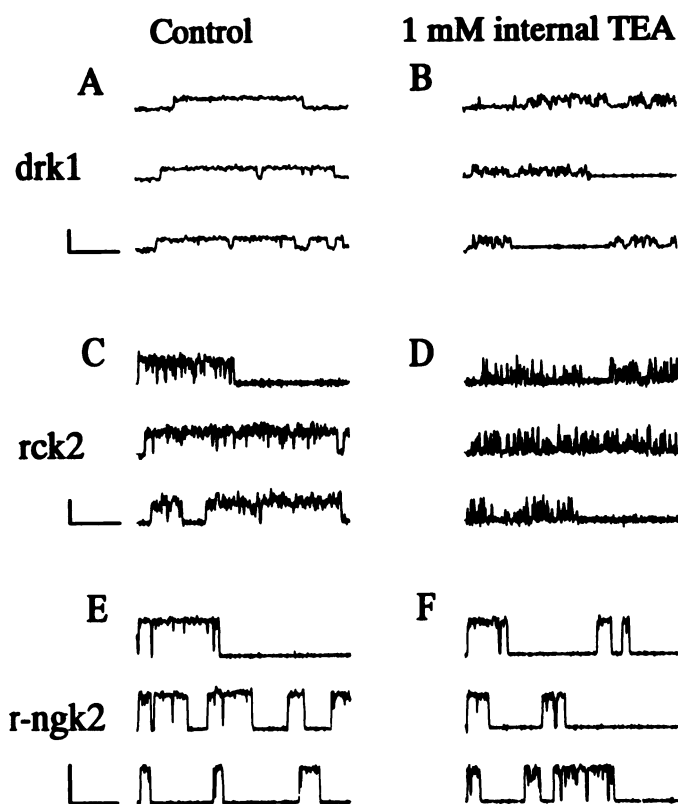 Control
1 mM internal TEA
A
B
drk1
C
D
rck2
E
F
r-ngk2